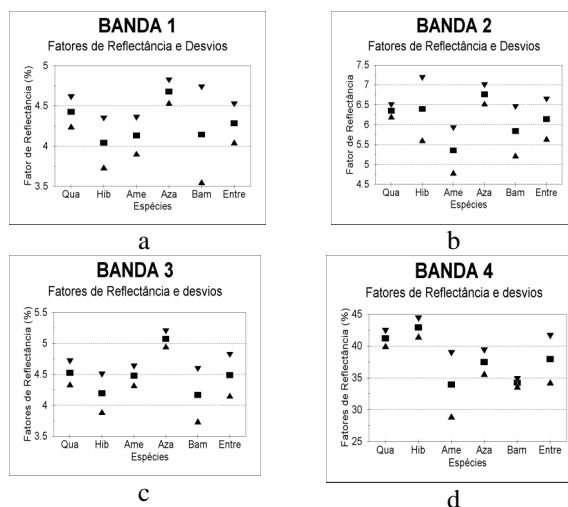 BANDA 1
Fatores de Reflectância e Desvios
Fator de Reflectância (%)
5
4.5
4
3.5
Qua Hib Ame Aza Bam Entre
Espécies
a
BANDA 2
Fatores de Reflectância e Desvios
Fator de Reflectância
7.5
7
6.5
6
5.5
5
4.5
Qua Hib Ame Aza Bam Entre
Espécies
b
BANDA 3
Fatores de Reflectância e desvios
Fatores de Reflectância (%)
5.5
5
4.5
4
3.5
Qua Hib Ame Aza Bam Entre
Espécies
c
BANDA 4
Fatores de Reflectância e desvios
Fatores de Reflectância (%)
45
40
35
30
25
Qua Hib Ame Aza Bam Entre
Espécies
d